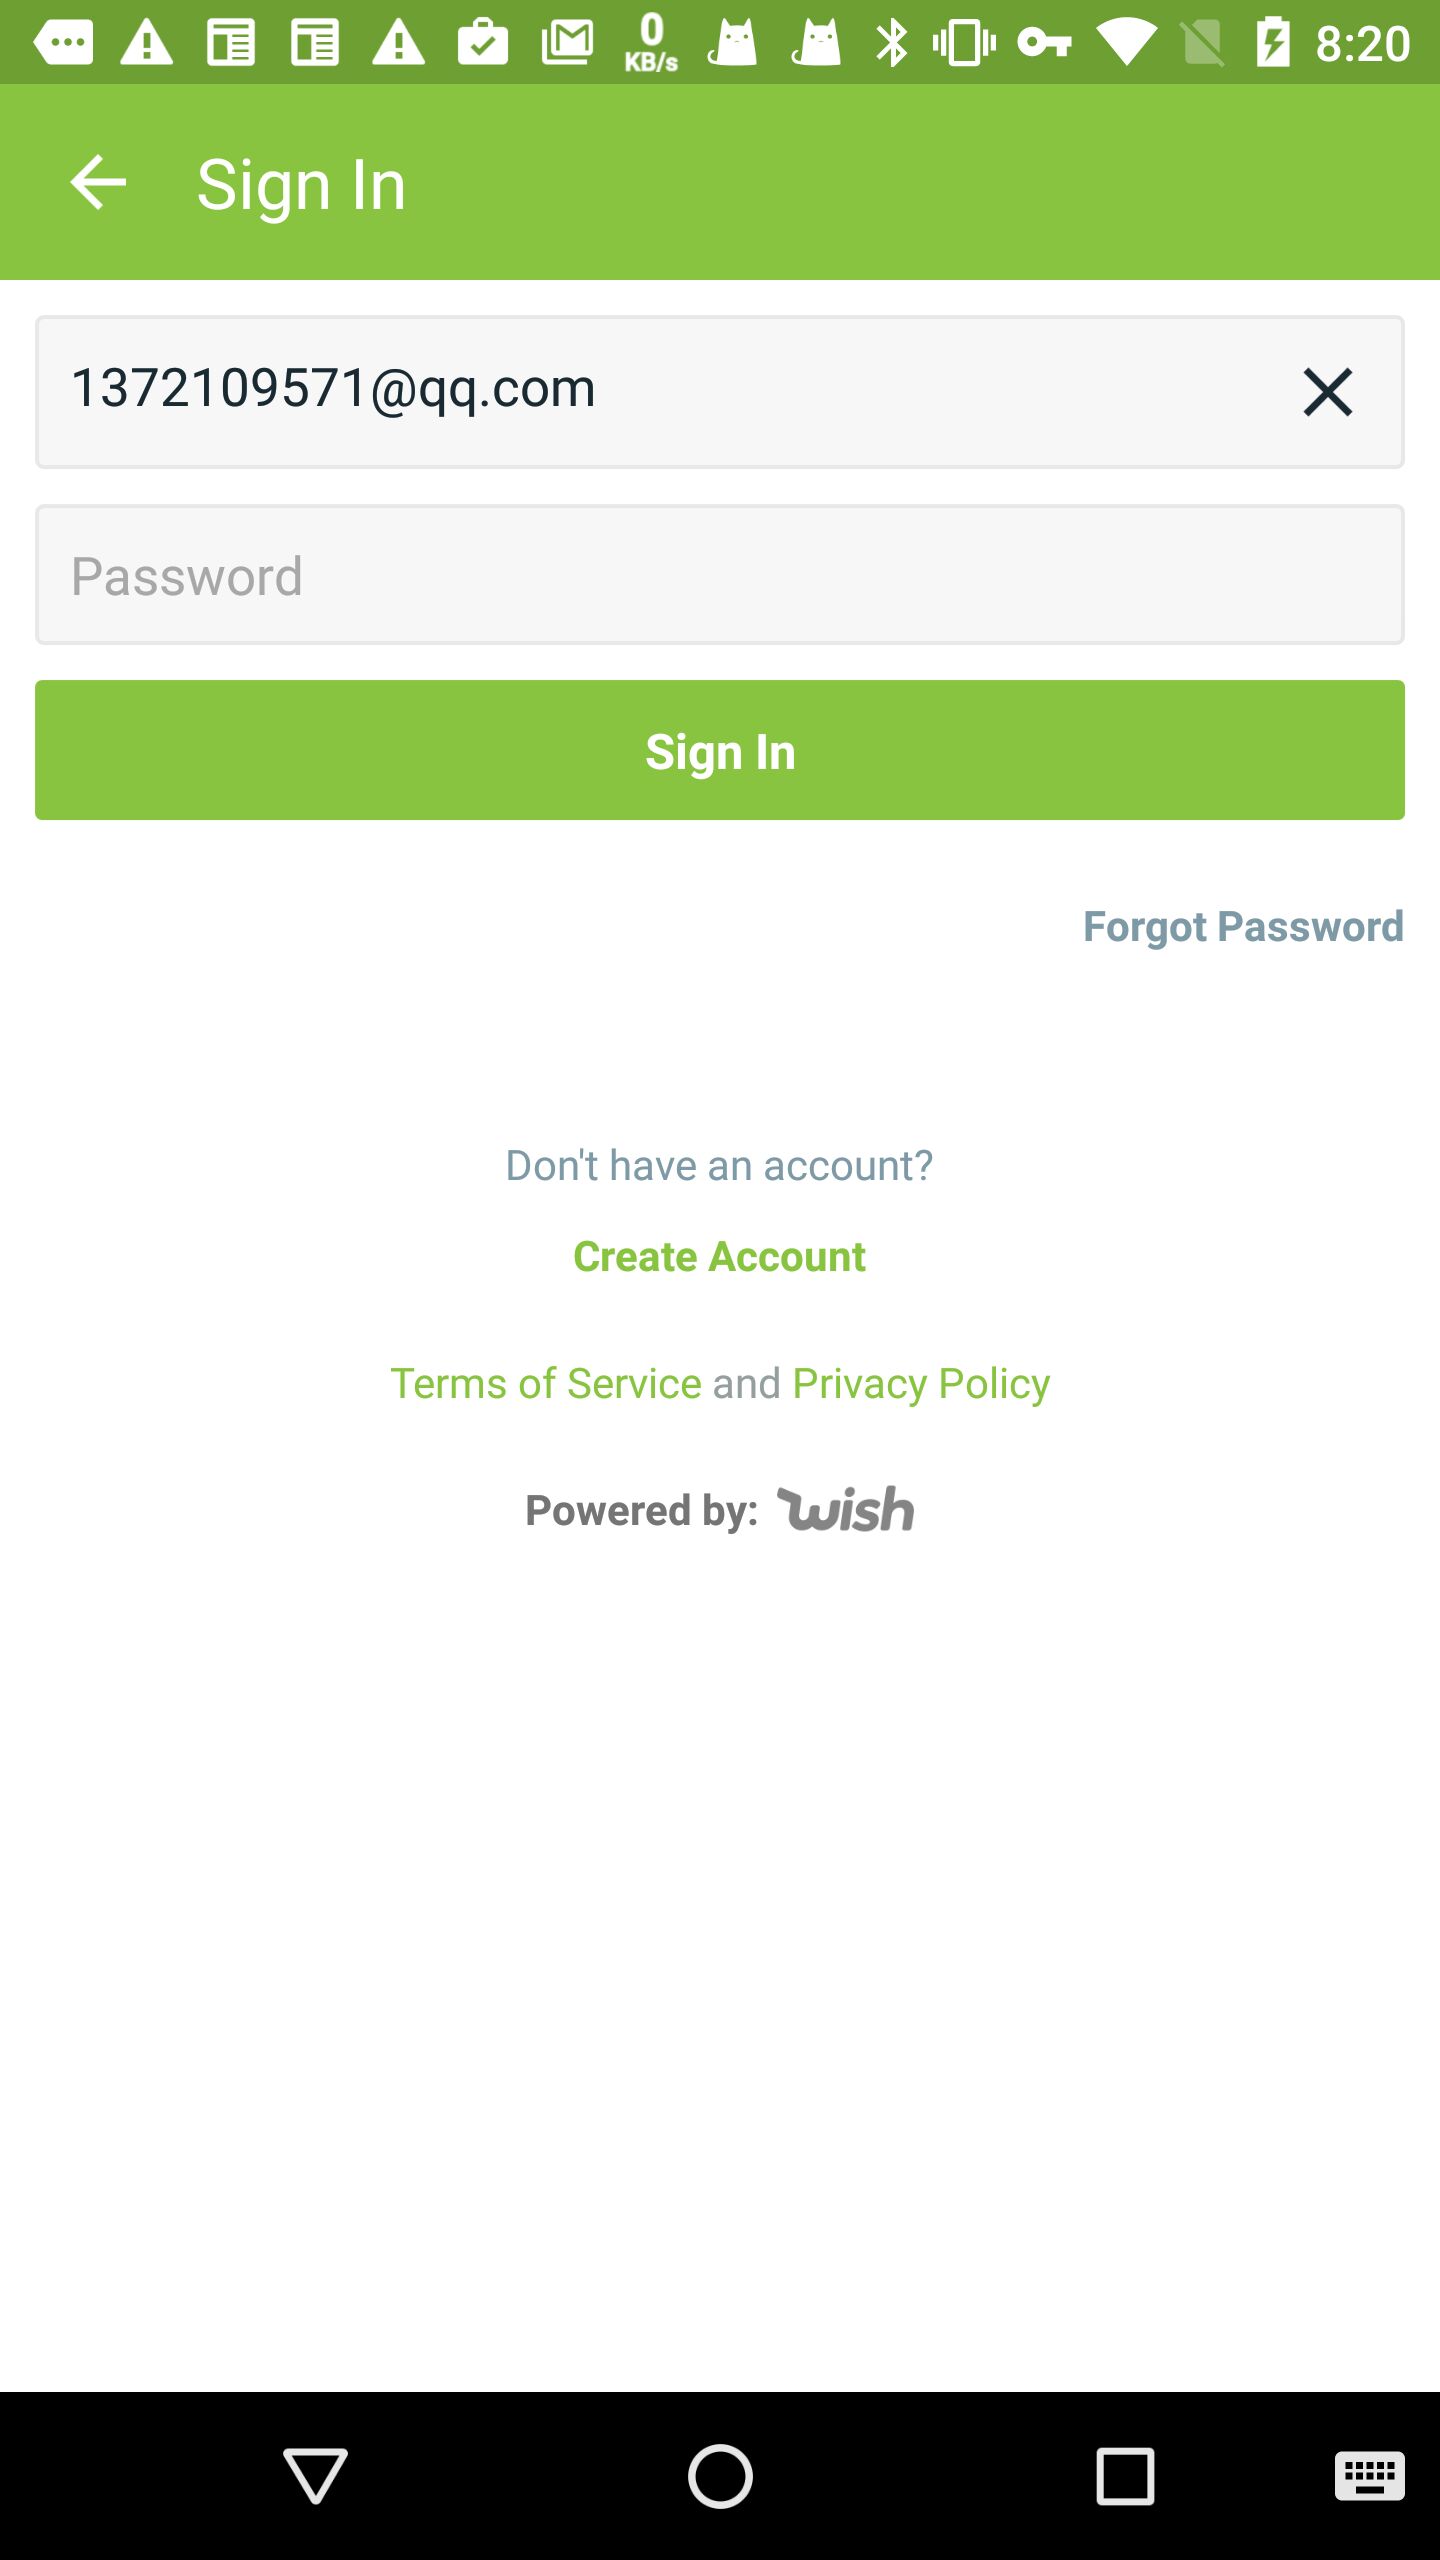 0
KB/s
8:20
Sign In
1372109571@qq.com
Password
Sign In
Forgot Password
Don't have an account?
Create Account
Terms of Service and Privacy Policy
Powered by: wish